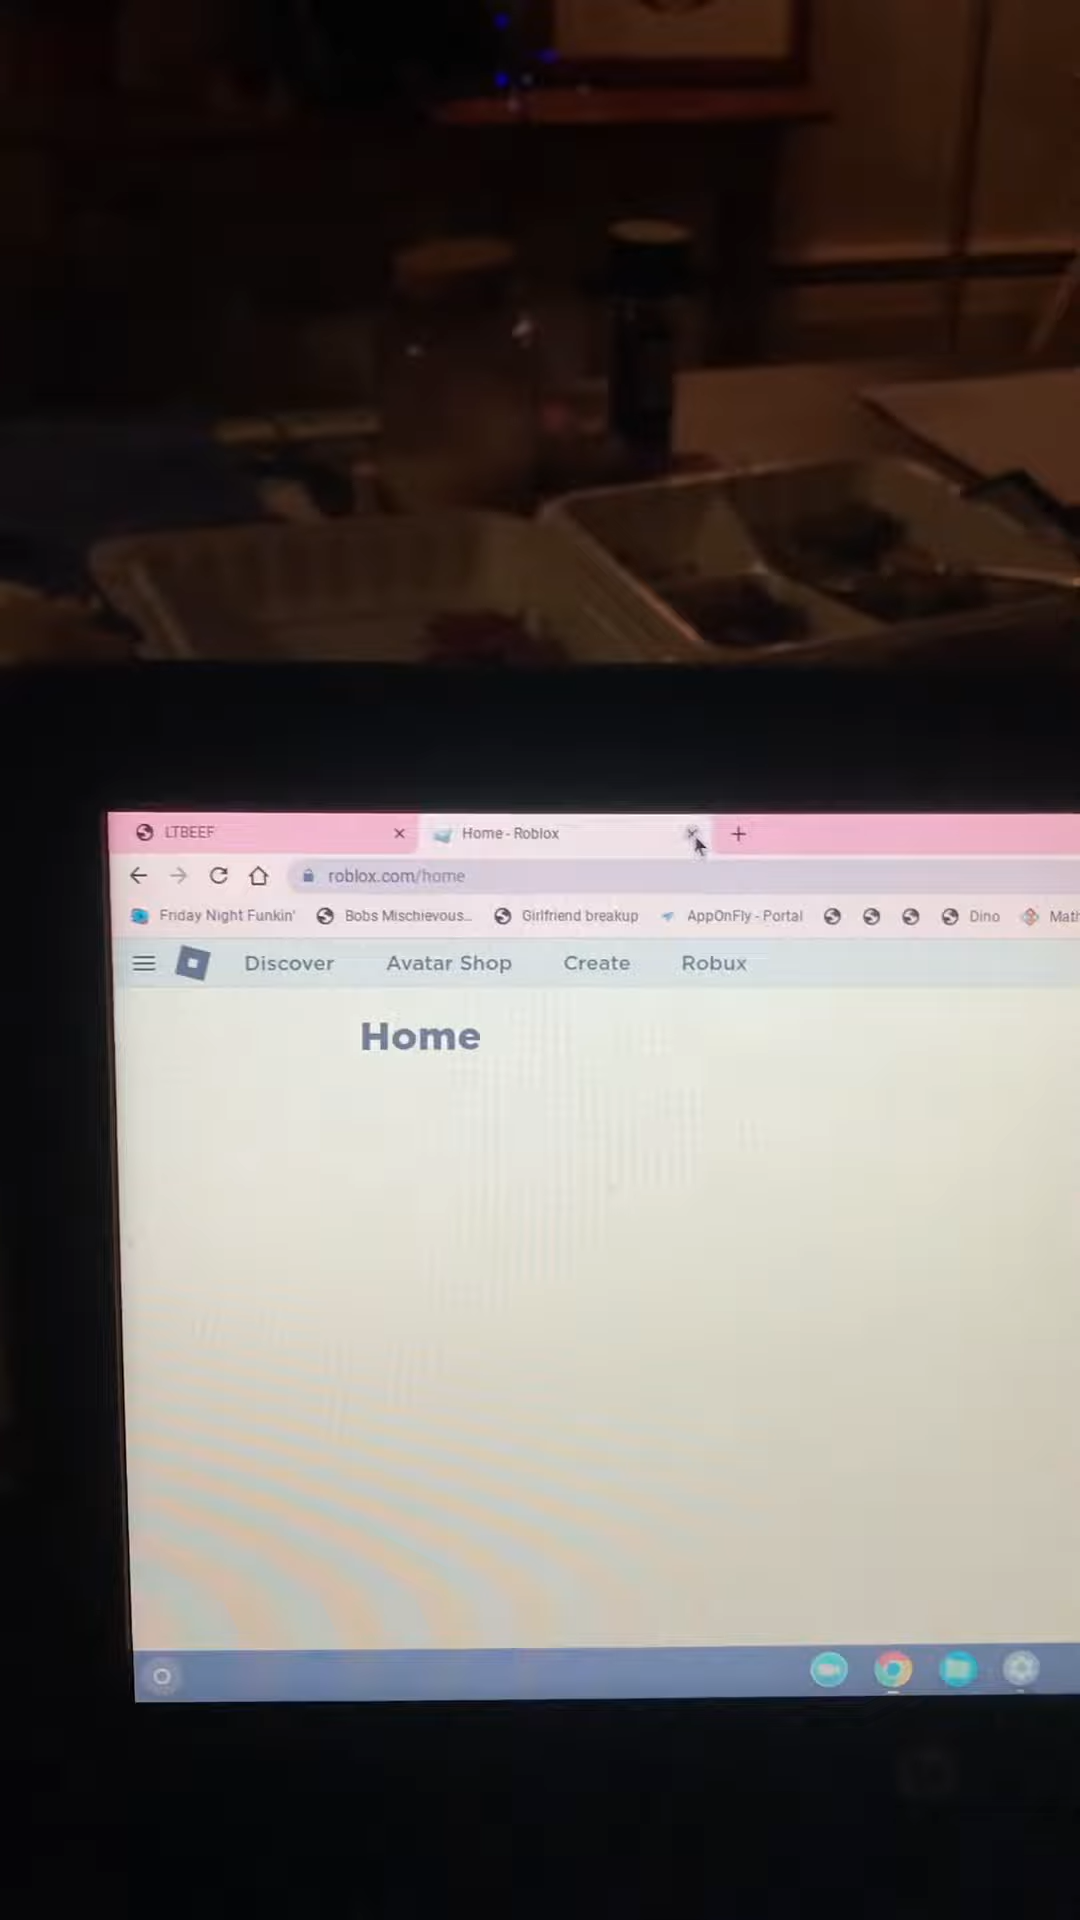 LTBEEF
Home - Roblox
roblox.com/home
Friday Night Funkin' Bobs Mischievous... Girlfriend breakup AppOnFly - Portal Dino Math
Discover Avatar Shop Create Robux
Home